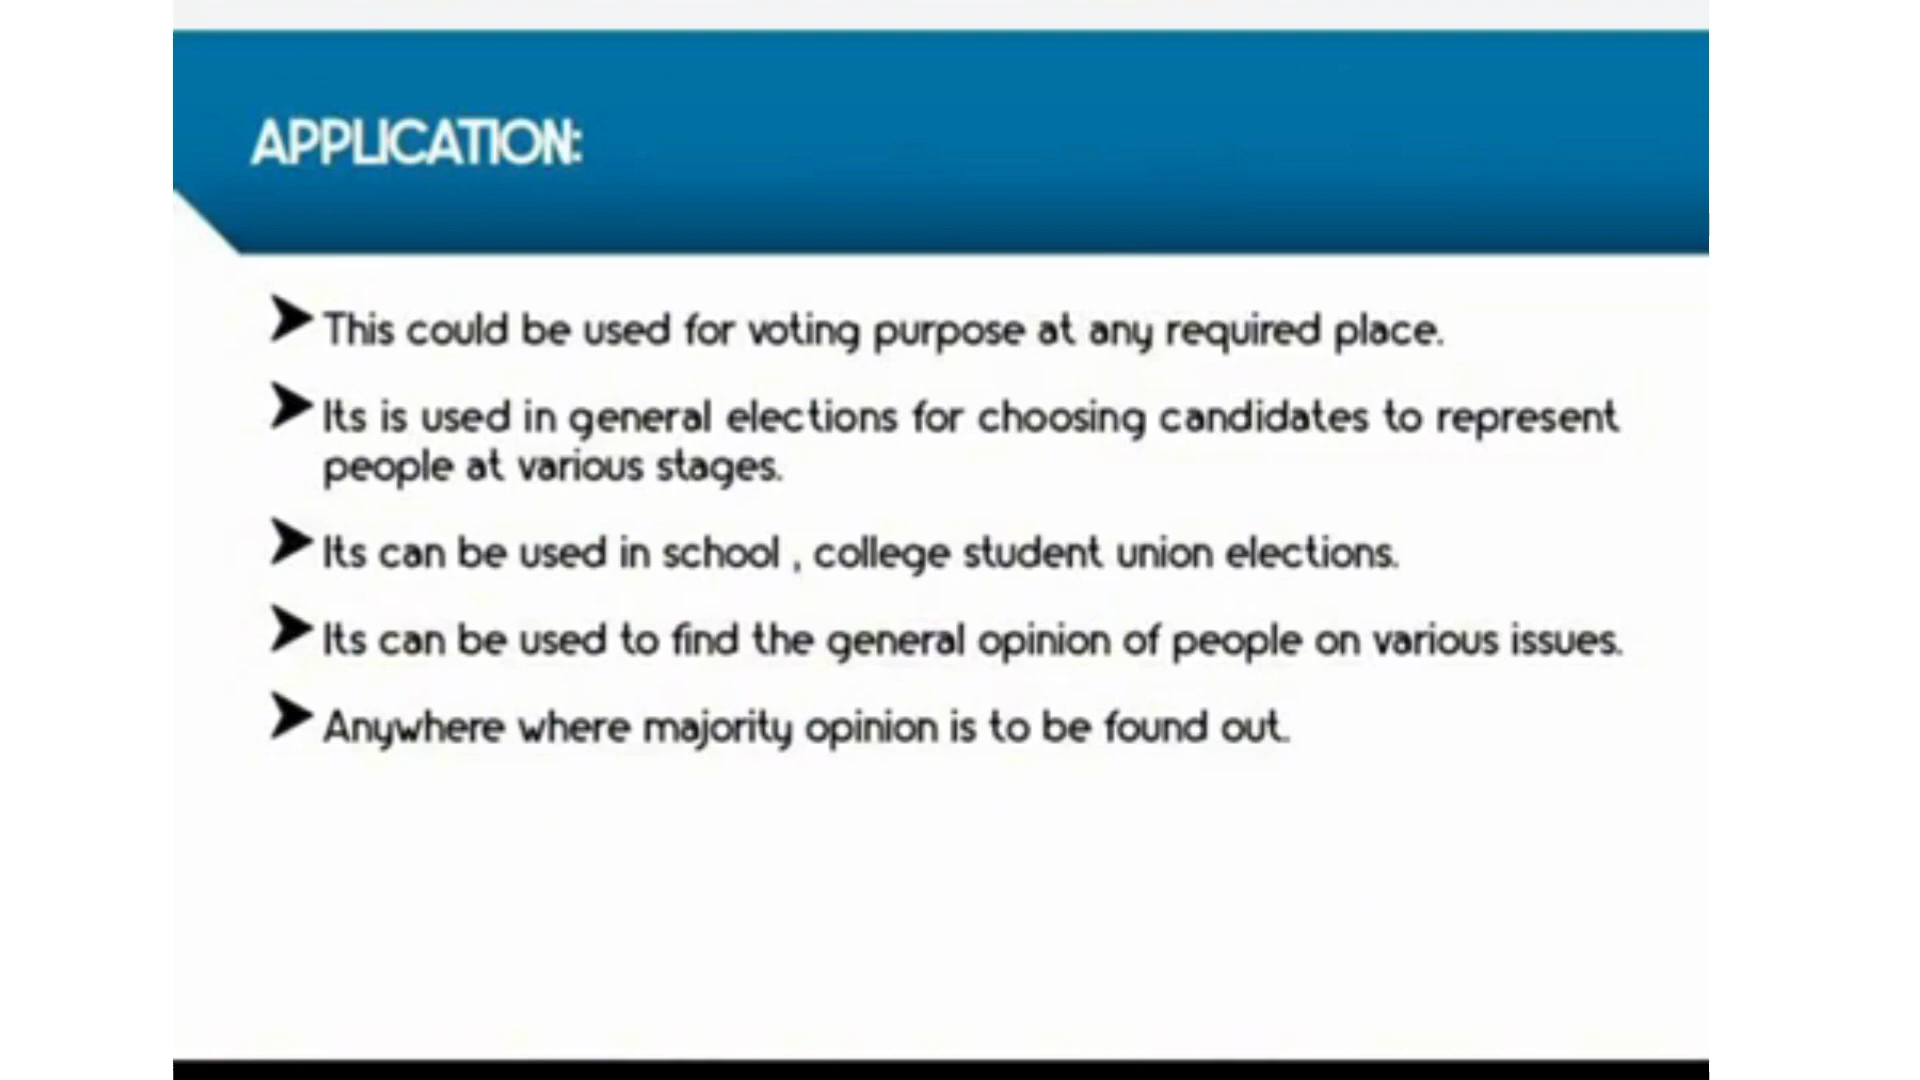 APPLICATION:
➤ This could be used for voting purpose at any required place.
➤ Its is used in general elections for choosing candidates to represent
people at various stages.
➤ Its can be used in school , college student union elections.
➤ Its can be used to find the general opinion of people on various issues.
➤ Anywhere where majority opinion is to be found out.